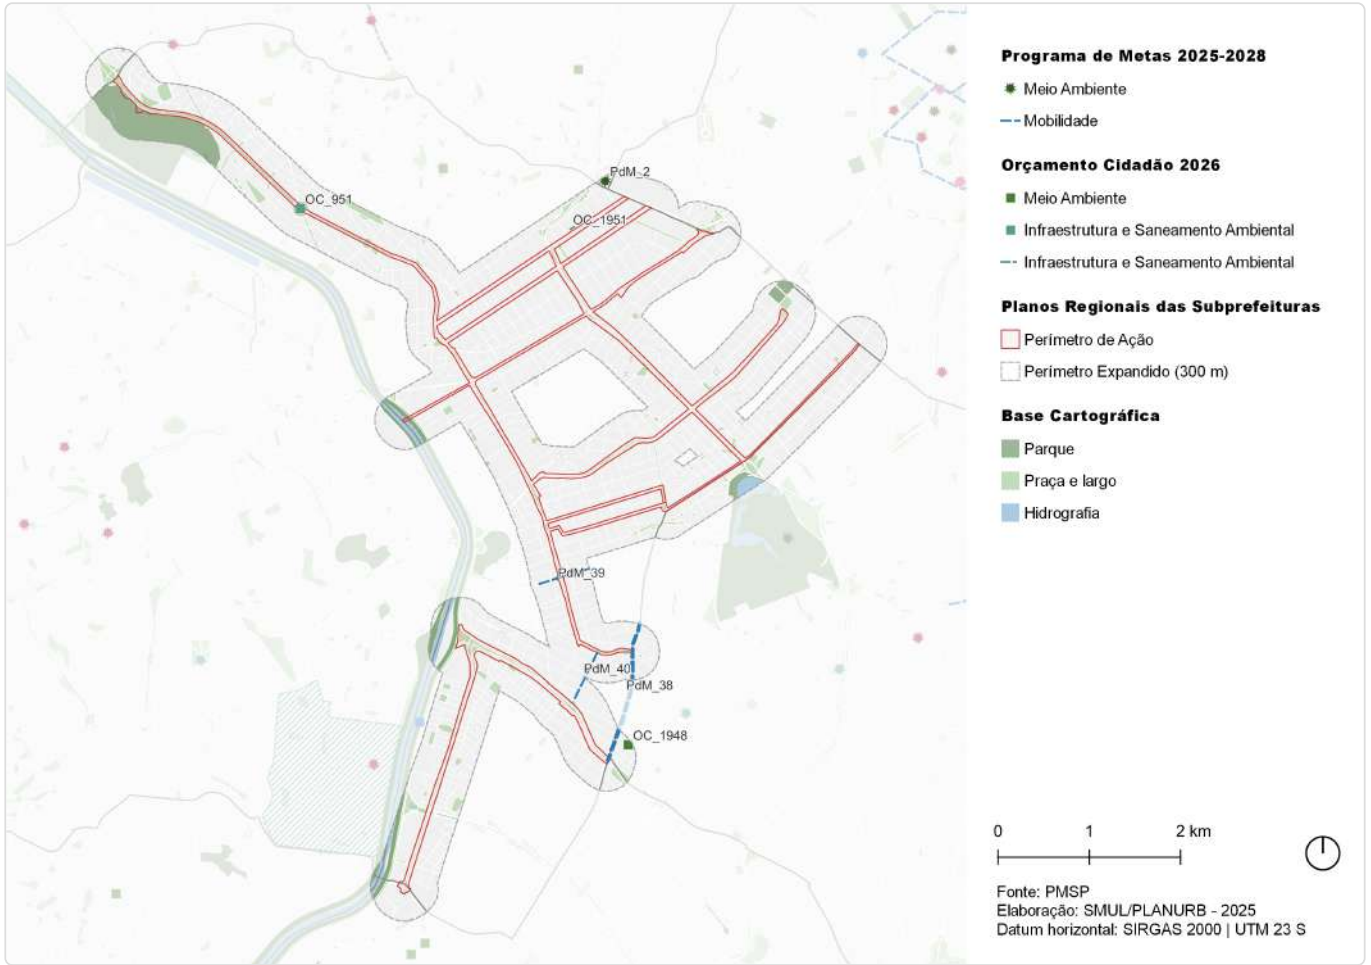 Programa de Metas 2025-2028
Meio Ambiente
Mobilidade
Orçamento Cidadão 2026
Meio Ambiente
Infraestrutura e Saneamento Ambiental
Infraestrutura e Saneamento Ambiental
Planos Regionais das Subprefeituras
Perímetro de Ação
Perímetro Expandido (300 m)
Base Cartográfica
Parque
Praça e largo
Hidrografia
PdM_2
OC_951
OC_1951
PdM_39
PdM_40
PdM_38
OC_1948
0 1 2 km
Fonte: PMSP
Elaboração: SMUL/PLANURB - 2025
Datum horizontal: SIRGAS 2000 | UTM 23 S